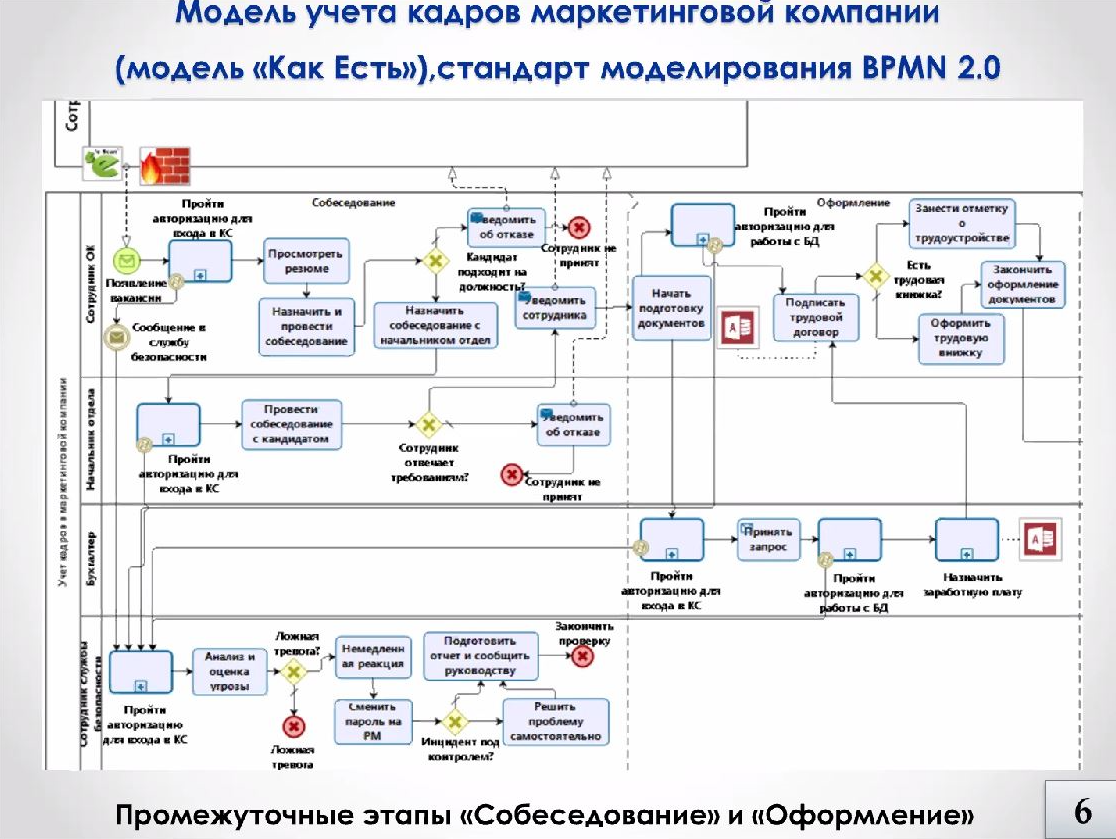 Модель учета кадров маркетинговой компании
(модель «Как Есть»),стандарт моделирования BPMN 2.0
Учет кадров в маркетинговой компании
Сотрудник ОК
Собеседование
Оформление
Пройти
авторизацию для
входа в КС
Появление
вакансии
Сообщение в
службу
безопасности
Просмотреть
резюме
Назначить и
провести
собеседование
Кандидат
подходит на
должность?
Уведомить
об отказе
Сотрудник не
принят
Назначить
собеседование с
начальником отдел
Уведомить
сотрудника
Начать
подготовку
документов
Пройти
авторизацию для
работы с БД
Подписать
трудовой
договор
Есть
трудовая
книжка?
Занести отметку
о
трудоустройстве
Закончить
оформление
документов
Оформить
трудовую
внижку
Начальник отдела
Пройти
авторизацию для
входа в КС
Провести
собеседование
с кандидатом
Сотрудник
отвечает
требованиям?
Уведомить
об отказе
Сотрудник не
принят
Бухгалтер
Пройти
авторизацию для
входа в КС
Принять
запрос
Пройти
авторизацию для
работы с БД
Назначить
заработную плату
Сотрудник службы
безопасности
Пройти
авторизацию
для входа в КС
Анализ и
оценка
угрозы
Ложная
тревога?
Ложная
тревога
Немедленн
ая реакция
Сменить
пароль на
РМ
Инцидент под
контролем?
Подготовить
отчет и сообщить
руководству
Решить
проблему
самостоятельно
Закончить
проверку
Промежуточные этапы «Собеседование» и «Оформление»
6